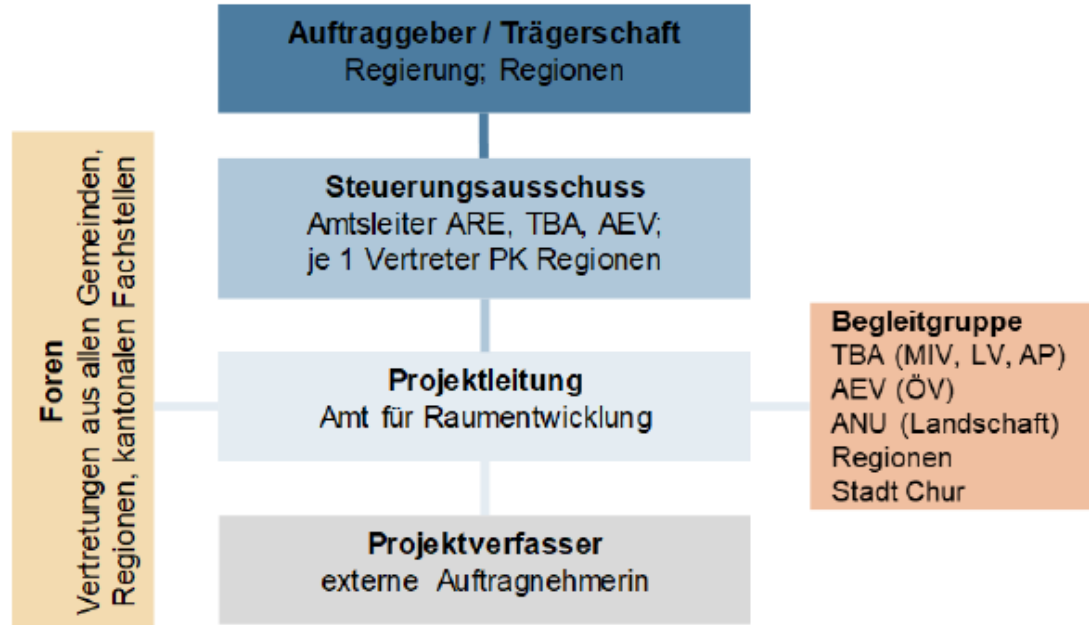 Auftraggeber / Trägerschaft
Regierung; Regionen
Steuerungsausschuss
Amtsleiter ARE, TBA, AEV;
je 1 Vertreter PK Regionen
Foren
Vertretungen aus allen Gemeinden,
Regionen, kantonalen Fachstellen
Projektleitung
Amt für Raumentwicklung
Begleitgruppe
TBA (MIV, LV, AP)
AEV (ÖV)
ANU (Landschaft)
Regionen
Stadt Chur
Projektverfasser
externe Auftragnehmerin